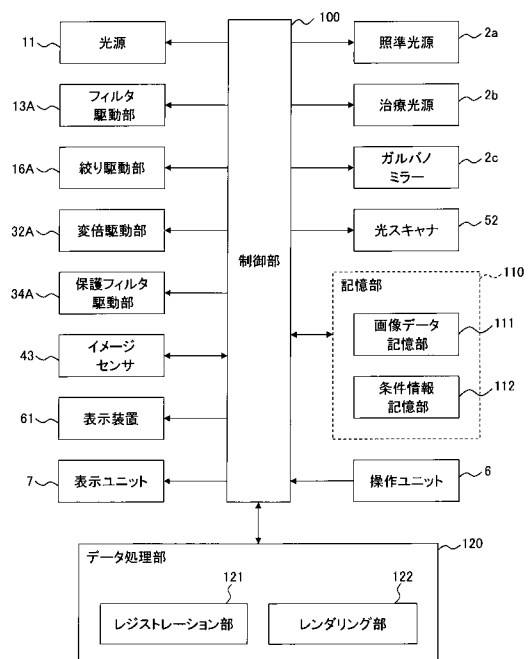 100
11
光源
13A
フィルタ
駆動部
16A
絞り駆動部
32A
変倍駆動部
34A
保護フィルタ
駆動部
43
イメージ
センサ
61
表示装置
7
表示ユニット
制御部
照準光源
2a
治療光源
2b
ガルバノ
ミラー
2c
光スキャナ
52
110
記憶部
画像データ
記憶部
111
条件情報
記憶部
112
操作ユニット
6
120
データ処理部
121
レジストレーション部
122
レンダリング部